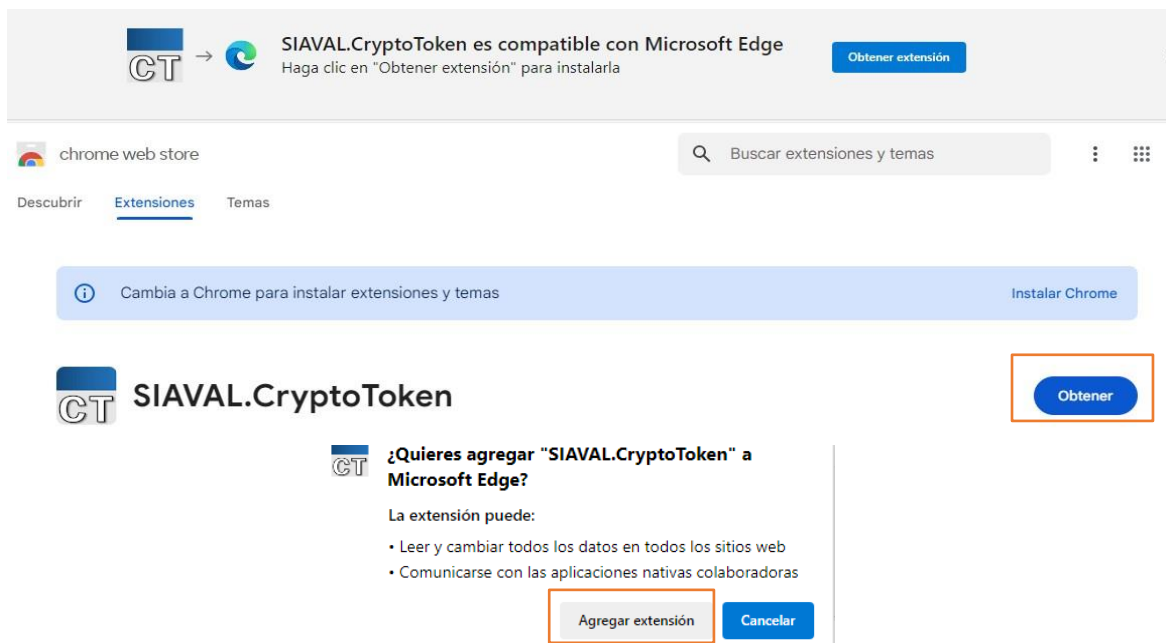 SIAVAL.CryptoToken es compatible con Microsoft Edge
CT
Haga clic en "Obtener extensión" para instalarla
Obtener extensión
chrome web store
Buscar extensiones y temas
Descubrir
Extensiones
Temas
Cambia a Chrome para instalar extensiones y temas
Instalar Chrome
CT
SIAVAL.CryptoToken
Obtener
CT
¿Quieres agregar "SIAVAL.CryptoToken" a
Microsoft Edge?
La extensión puede:
• Leer y cambiar todos los datos en todos los sitios web
• Comunicarse con las aplicaciones nativas colaboradoras
Agregar extensión
Cancelar